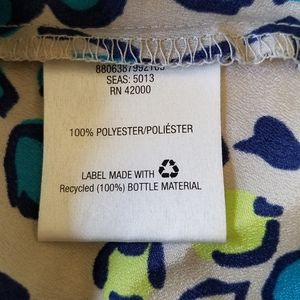 SEAS: 5013
RN 42000
100% POLYESTER/POLIÉSTER
LABEL MADE WITH
Recycled (100%) BOTTLE MATERIAL